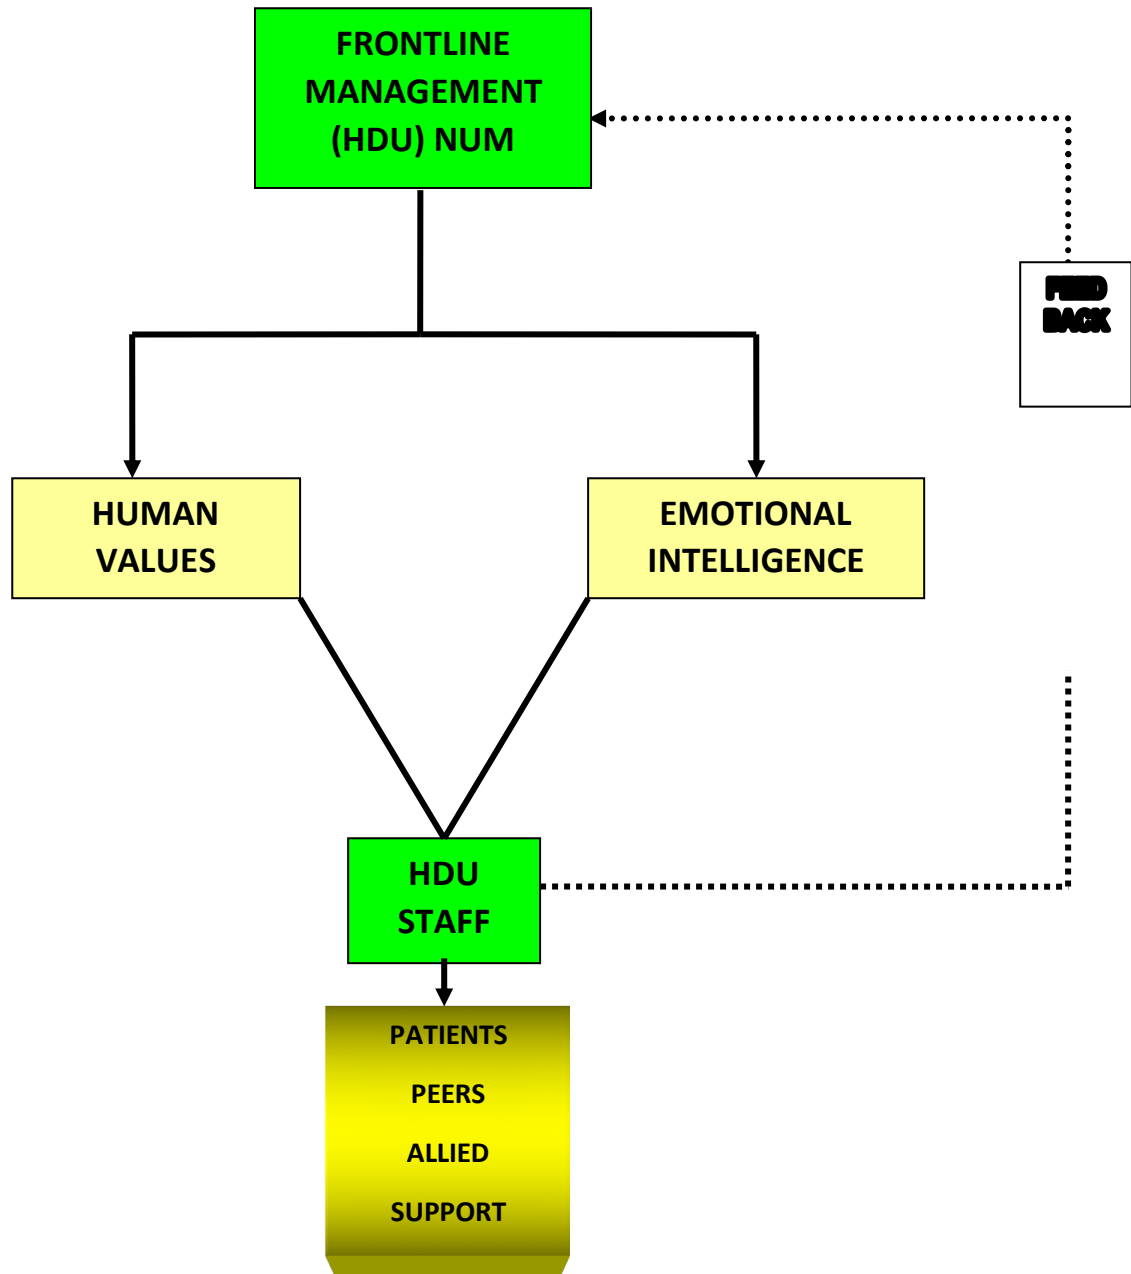 FRONTLINE
MANAGEMENT
(HDU) NUM
FEED
BACK
HUMAN
VALUES
EMOTIONAL
INTELLIGENCE
HDU
STAFF
PATIENTS
PEERS
ALLIED
SUPPORT